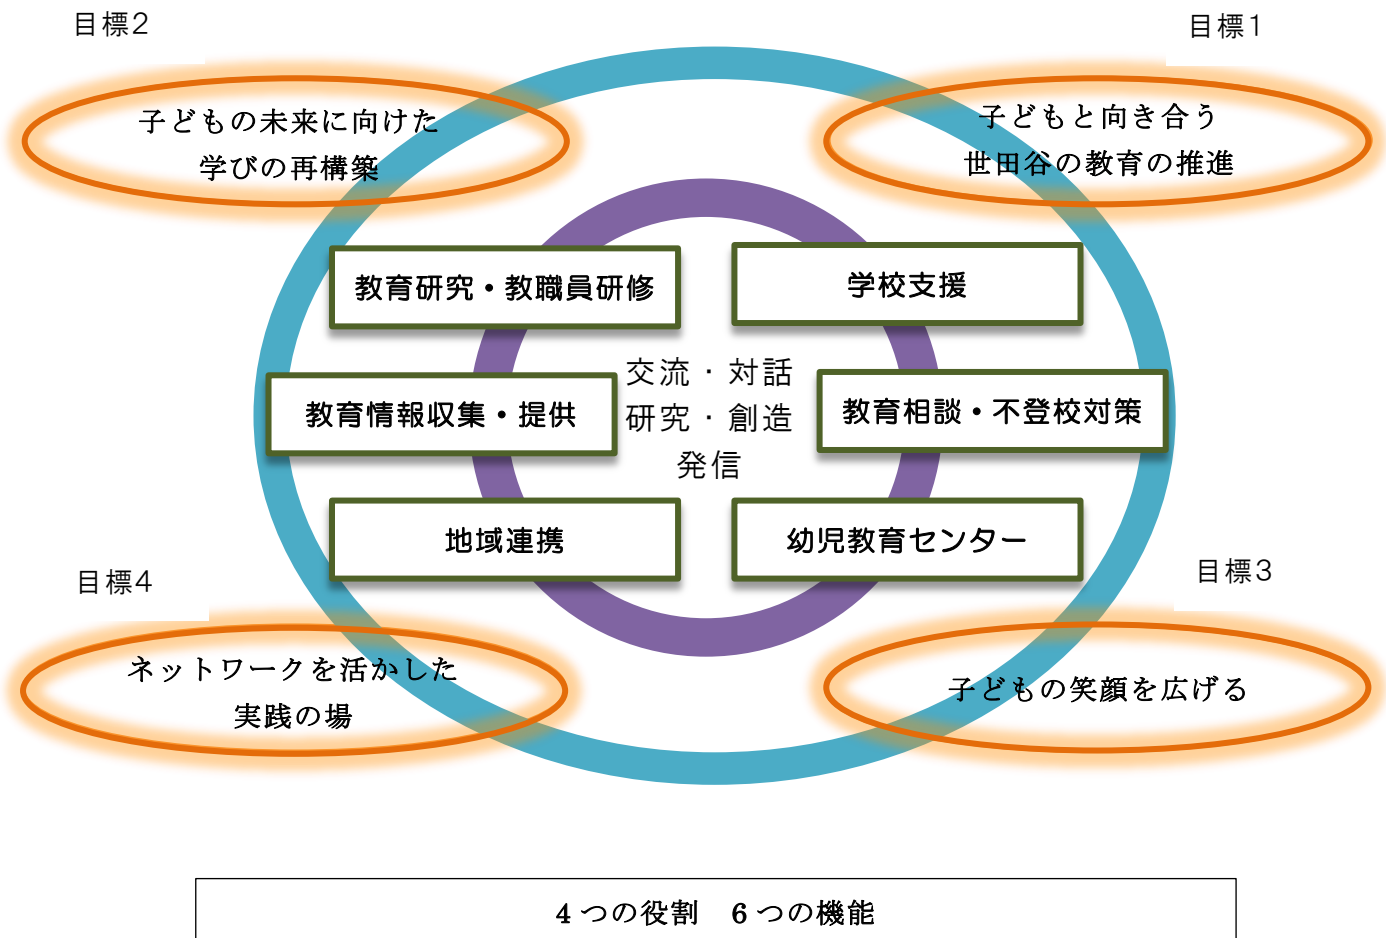 目標2
目標1
子どもの未来に向けた
学びの再構築
子どもと向き合う
世田谷の教育の推進
教育研究・教職員研修
学校支援
交流・対話
研究・創造
発信
教育情報収集・提供
教育相談・不登校対策
地域連携
幼児教育センター
目標4
目標3
ネットワークを活かした
実践の場
子どもの笑顔を広げる
4つの役割　6つの機能